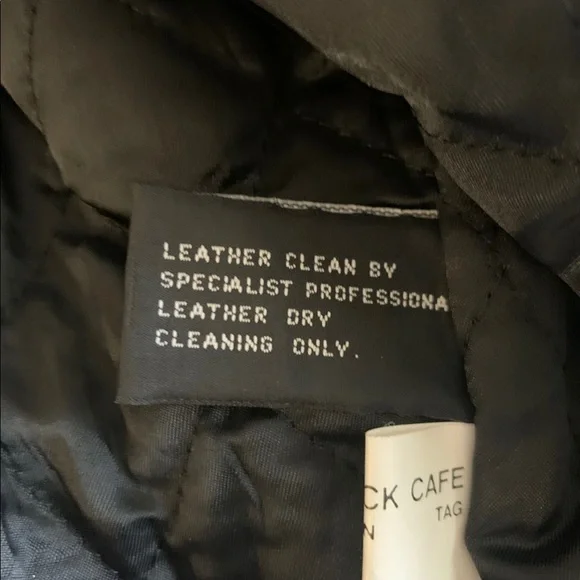 LEATHER CLEAN BY
SPECIALIST PROFESSIONA
LEATHER DRY
CLEANING ONLY.
CK CAFE
N TAG